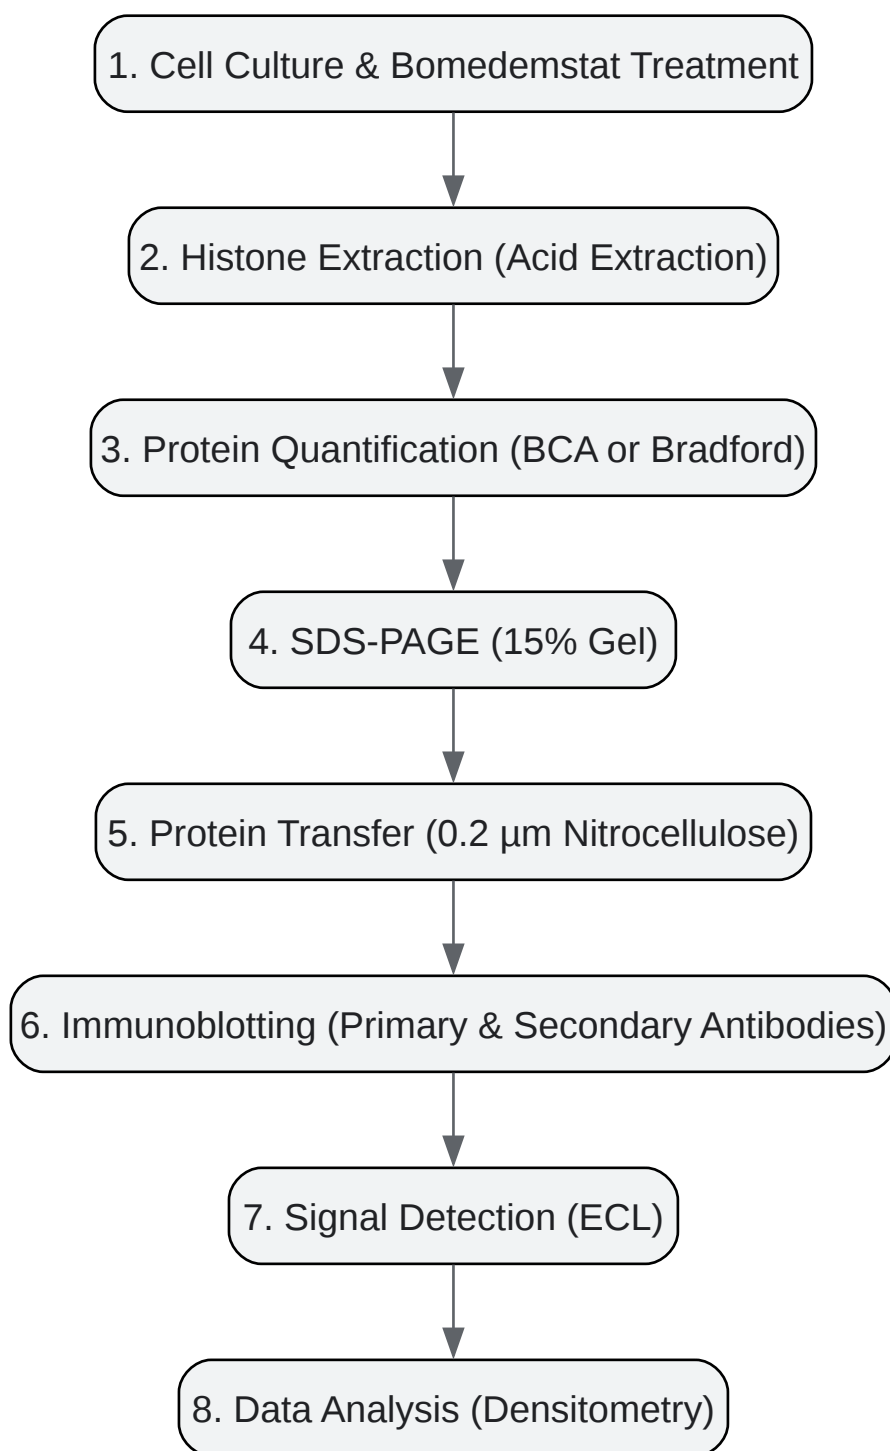 1. Cell Culture & Bomedemstat Treatment
2. Histone Extraction (Acid Extraction)
3. Protein Quantification (BCA or Bradford)
4. SDS-PAGE (15% Gel)
5. Protein Transfer (0.2 µm Nitrocellulose)
6. Immunoblotting (Primary & Secondary Antibodies)
7. Signal Detection (ECL)
8. Data Analysis (Densitometry)